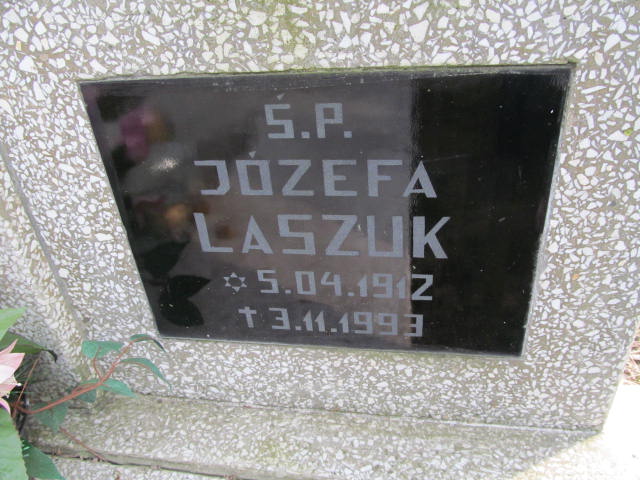 Ś.P.
JÓZEFA
LASZUK
✡ 5.04.1912
✝ 3.11.1993